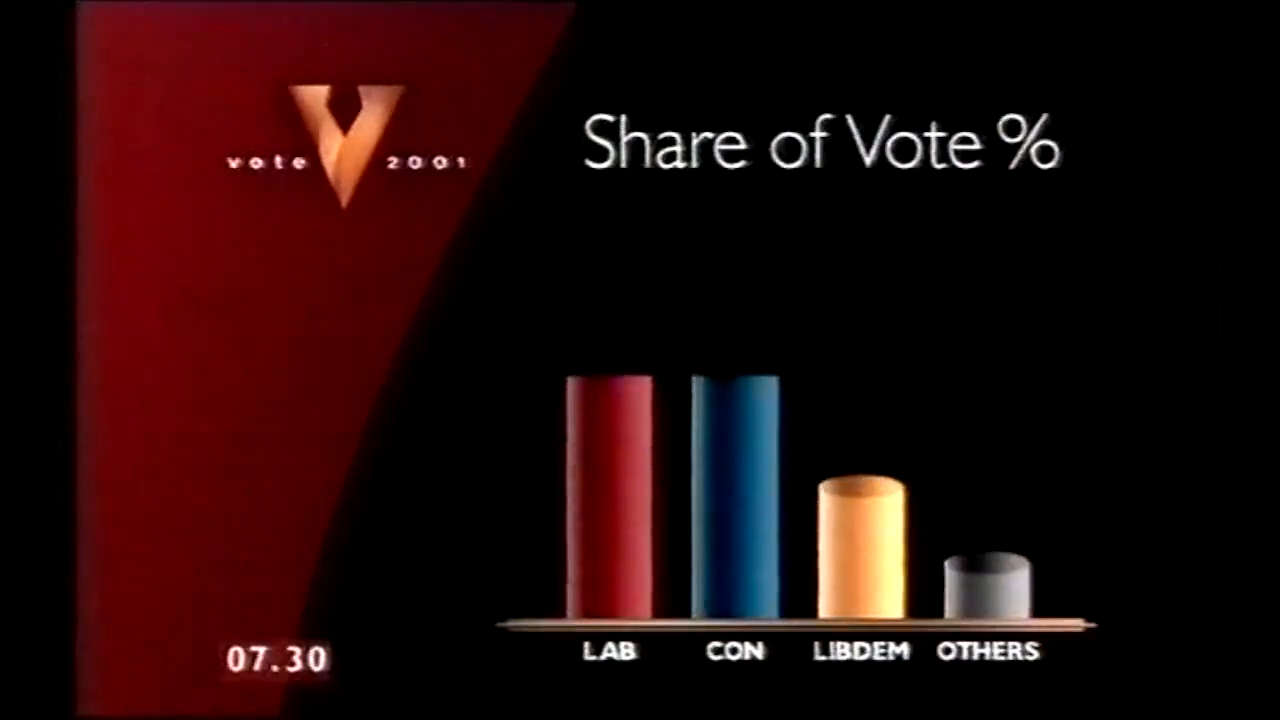 vote V 2001
Share of Vote %
LAB CON LIBDEM OTHERS
07.30